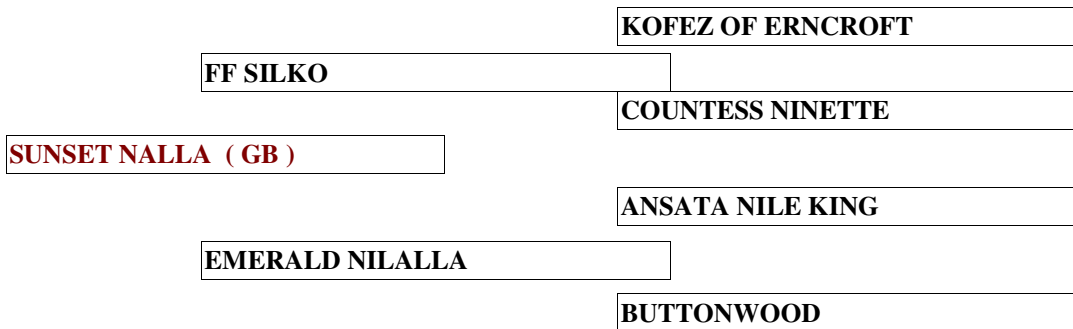 KOFEZ OF ERNCROFT
FF SILKO
COUNTESS NINETTE
SUNSET NALLA ( GB )
ANSATA NILE KING
EMERALD NILALLA
BUTTONWOOD